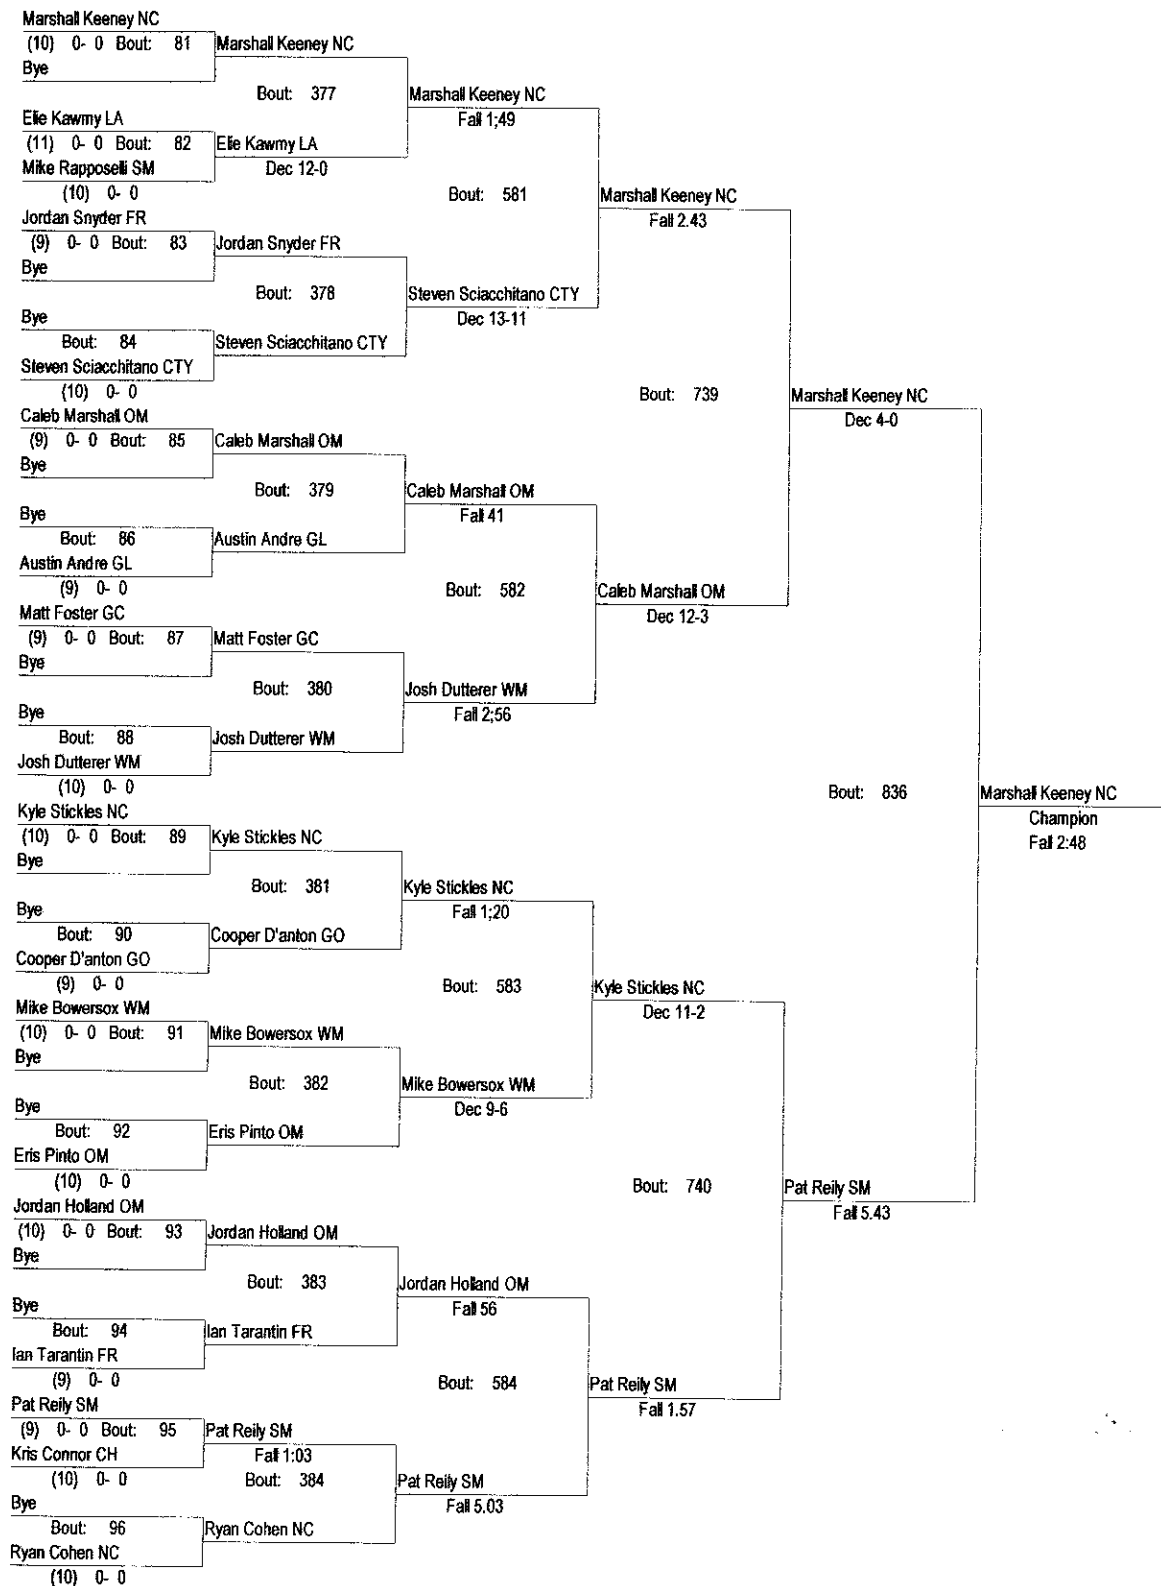 Marshall Keeney NC
(10) 0- 0 Bout: 81 Marshall Keeney NC
Bye
Bout: 377 Marshall Keeney NC
Elie Kawmy LA Fall 1;49
(11) 0- 0 Bout: 82 Elie Kawmy LA
Mike Rapposelli SM Dec 12-0
(10) 0- 0 Bout: 581 Marshall Keeney NC
Jordan Snyder FR Fall 2.43
(9) 0- 0 Bout: 83 Jordan Snyder FR
Bye
Bout: 378 Steven Sciacchitano CTY
Bye Dec 13-11
Bout: 84 Steven Sciacchitano CTY
Steven Sciacchitano CTY
(10) 0- 0 Bout: 739 Marshall Keeney NC
Caleb Marshall OM Dec 4-0
(9) 0- 0 Bout: 85 Caleb Marshall OM
Bye
Bout: 379 Caleb Marshall OM
Bye Fall 41
Bout: 86 Austin Andre GL
Austin Andre GL
(9) 0- 0 Bout: 582 Caleb Marshall OM
Matt Foster GC Dec 12-3
(9) 0- 0 Bout: 87 Matt Foster GC
Bye
Bout: 380 Josh Dutterer WM
Bye Fall 2;56
Bout: 88 Josh Dutterer WM
Josh Dutterer WM
(10) 0- 0 Bout: 836 Marshall Keeney NC
Kyle Stickles NC Champion
(10) 0- 0 Bout: 89 Kyle Stickles NC Fall 2:48
Bye
Bout: 381 Kyle Stickles NC
Bye Fall 1;20
Bout: 90 Cooper D'anton GO
Cooper D'anton GO
(9) 0- 0 Bout: 583 Kyle Stickles NC
Mike Bowersox WM Dec 11-2
(10) 0- 0 Bout: 91 Mike Bowersox WM
Bye
Bout: 382 Mike Bowersox WM
Bye Dec 9-6
Bout: 92 Eris Pinto OM
Eris Pinto OM
(10) 0- 0 Bout: 740 Pat Reily SM
Jordan Holland OM Fall 5.43
(10) 0- 0 Bout: 93 Jordan Holland OM
Bye
Bout: 383 Jordan Holland OM
Bye Fall 56
Bout: 94 Ian Tarantin FR
Ian Tarantin FR
(9) 0- 0 Bout: 584 Pat Reily SM
Pat Reily SM Fall 1.57
(9) 0- 0 Bout: 95 Pat Reily SM
Kris Connor CH Fall 1:03
(10) 0- 0 Bout: 384 Pat Reily SM
Bye Fall 5.03
Bout: 96 Ryan Cohen NC
Ryan Cohen NC
(10) 0- 0